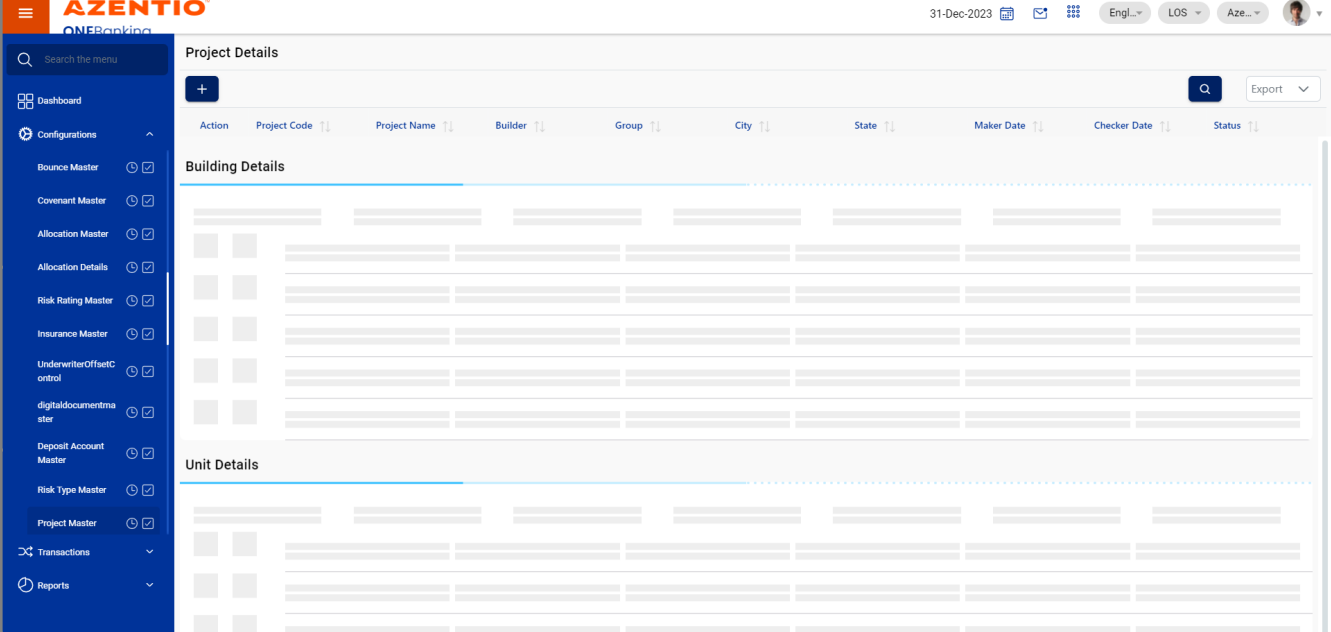 AZENTIO
ONEBanking
31-Dec-2023
Engl...
LOS
Aze...
Search the menu
Dashboard
Configurations
Bounce Master
Covenant Master
Allocation Master
Allocation Details
Risk Rating Master
Insurance Master
UnderwriterOffsetC
ontrol
digitaldocumentma
ster
Deposit Account
Master
Risk Type Master
Project Master
Transactions
Reports
Project Details
+
Export
Action Project Code Project Name Builder Group City State Maker Date Checker Date Status
Building Details
Unit Details